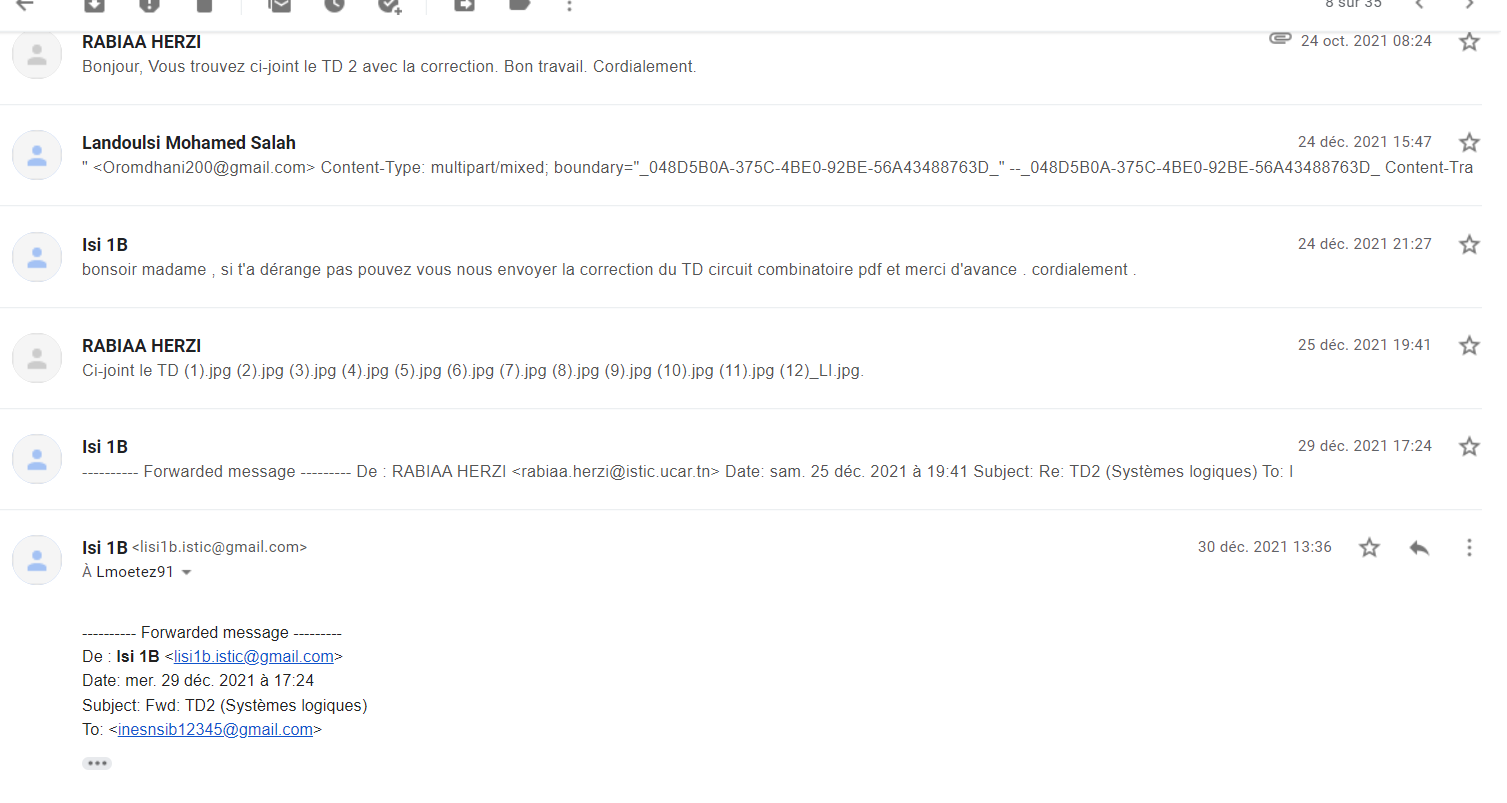 8 sur 35
RABIAA HERZI
24 oct. 2021 08:24
Bonjour, Vous trouvez ci-joint le TD 2 avec la correction. Bon travail. Cordialement.
Landoulsi Mohamed Salah
24 déc. 2021 15:47
" <Oromdhani200@gmail.com> Content-Type: multipart/mixed; boundary="_048D5B0A-375C-4BE0-92BE-56A43488763D_" --_048D5B0A-375C-4BE0-92BE-56A43488763D_ Content-Tra
Isi 1B
24 déc. 2021 21:27
bonsoir madame , si t'a dérange pas pouvez vous nous envoyer la correction du TD circuit combinatoire pdf et merci d'avance . cordialement .
RABIAA HERZI
25 déc. 2021 19:41
Ci-joint le TD (1).jpg (2).jpg (3).jpg (4).jpg (5).jpg (6).jpg (7).jpg (8).jpg (9).jpg (10).jpg (11).jpg (12)_LI.jpg.
Isi 1B
29 déc. 2021 17:24
---------- Forwarded message --------- De : RABIAA HERZI <rabiaa.herzi@istic.ucar.tn> Date: sam. 25 déc. 2021 à 19:41 Subject: Re: TD2 (Systèmes logiques) To: I
Isi 1B <lisi1b.istic@gmail.com>
30 déc. 2021 13:36
À Lmoetez91
---------- Forwarded message ---------
De : Isi 1B <lisi1b.istic@gmail.com>
Date: mer. 29 déc. 2021 à 17:24
Subject: Fwd: TD2 (Systèmes logiques)
To: <inesnsib12345@gmail.com>